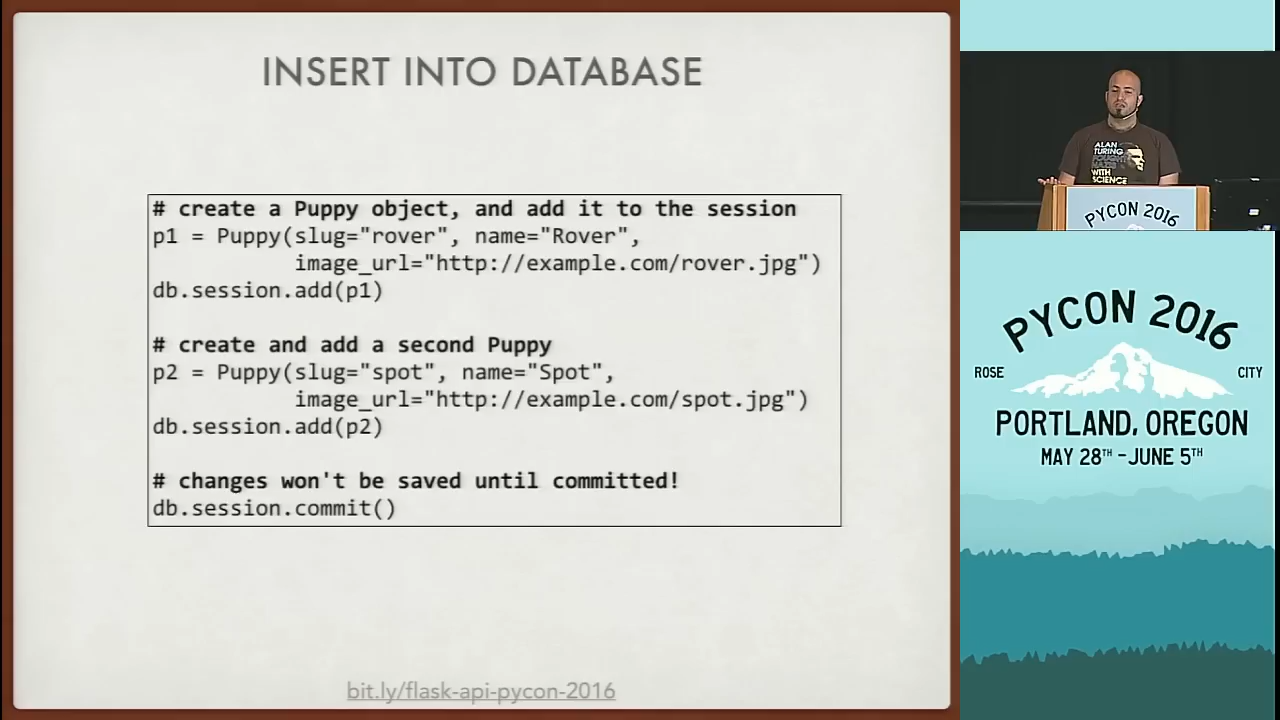 INSERT INTO DATABASE
# create a Puppy object, and add it to the session
p1 = Puppy(slug="rover", name="Rover",
image_url="http://example.com/rover.jpg")
db.session.add(p1)
# create and add a second Puppy
p2 = Puppy(slug="spot", name="Spot",
image_url="http://example.com/spot.jpg")
db.session.add(p2)
# changes won't be saved until committed!
db.session.commit()
bit.ly/flask-api-pycon-2016
ALAN
TURING
FOUGHT
NAZIS
WITH
SCIENCE
PYCON 2016
PYCON 2016
ROSE CITY
PORTLAND, OREGON
MAY 28TH - JUNE 5TH